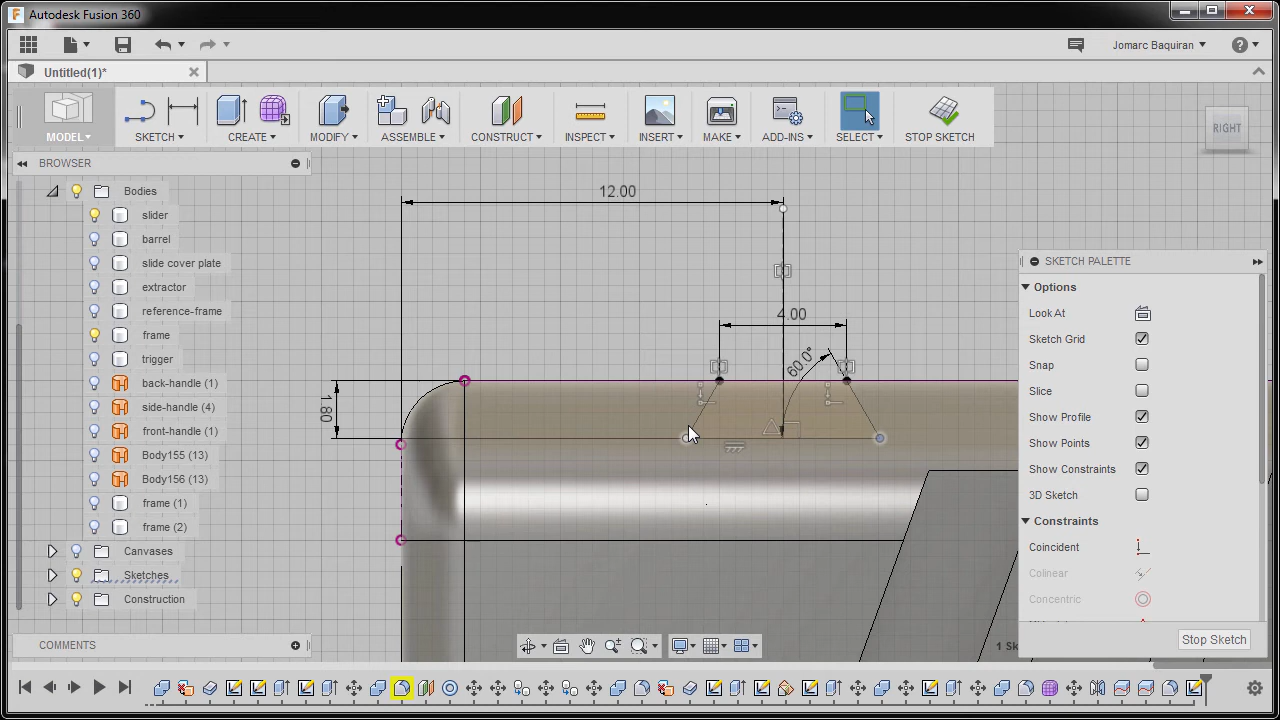 Autodesk Fusion 360
Jomarc Baquiran
Untitled(1)*
MODEL
SKETCH
CREATE
MODIFY
ASSEMBLE
CONSTRUCT
INSPECT
INSERT
MAKE
ADD-INS
SELECT
STOP SKETCH
RIGHT
BROWSER
Bodies
slider
barrel
slide cover plate
extractor
reference-frame
frame
trigger
back-handle (1)
side-handle (4)
front-handle (1)
Body155 (13)
Body156 (13)
frame (1)
frame (2)
Canvases
Sketches
Construction
COMMENTS
12.00
4.00
60.0°
1.80
SKETCH PALETTE
Options
Look At
Sketch Grid
Snap
Slice
Show Profile
Show Points
Show Constraints
3D Sketch
Constraints
Coincident
Colinear
Concentric
Stop Sketch